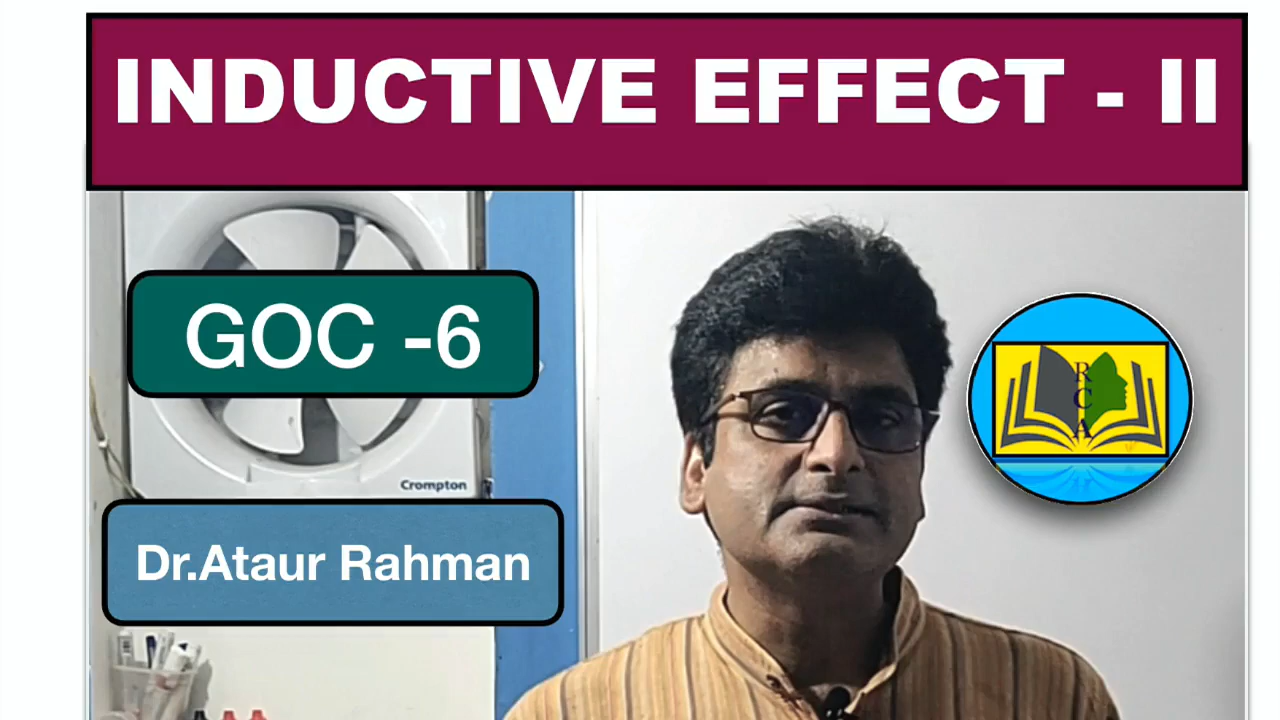 INDUCTIVE EFFECT - II
GOC -6
Crompton
Dr.Ataur Rahman
R
C
A